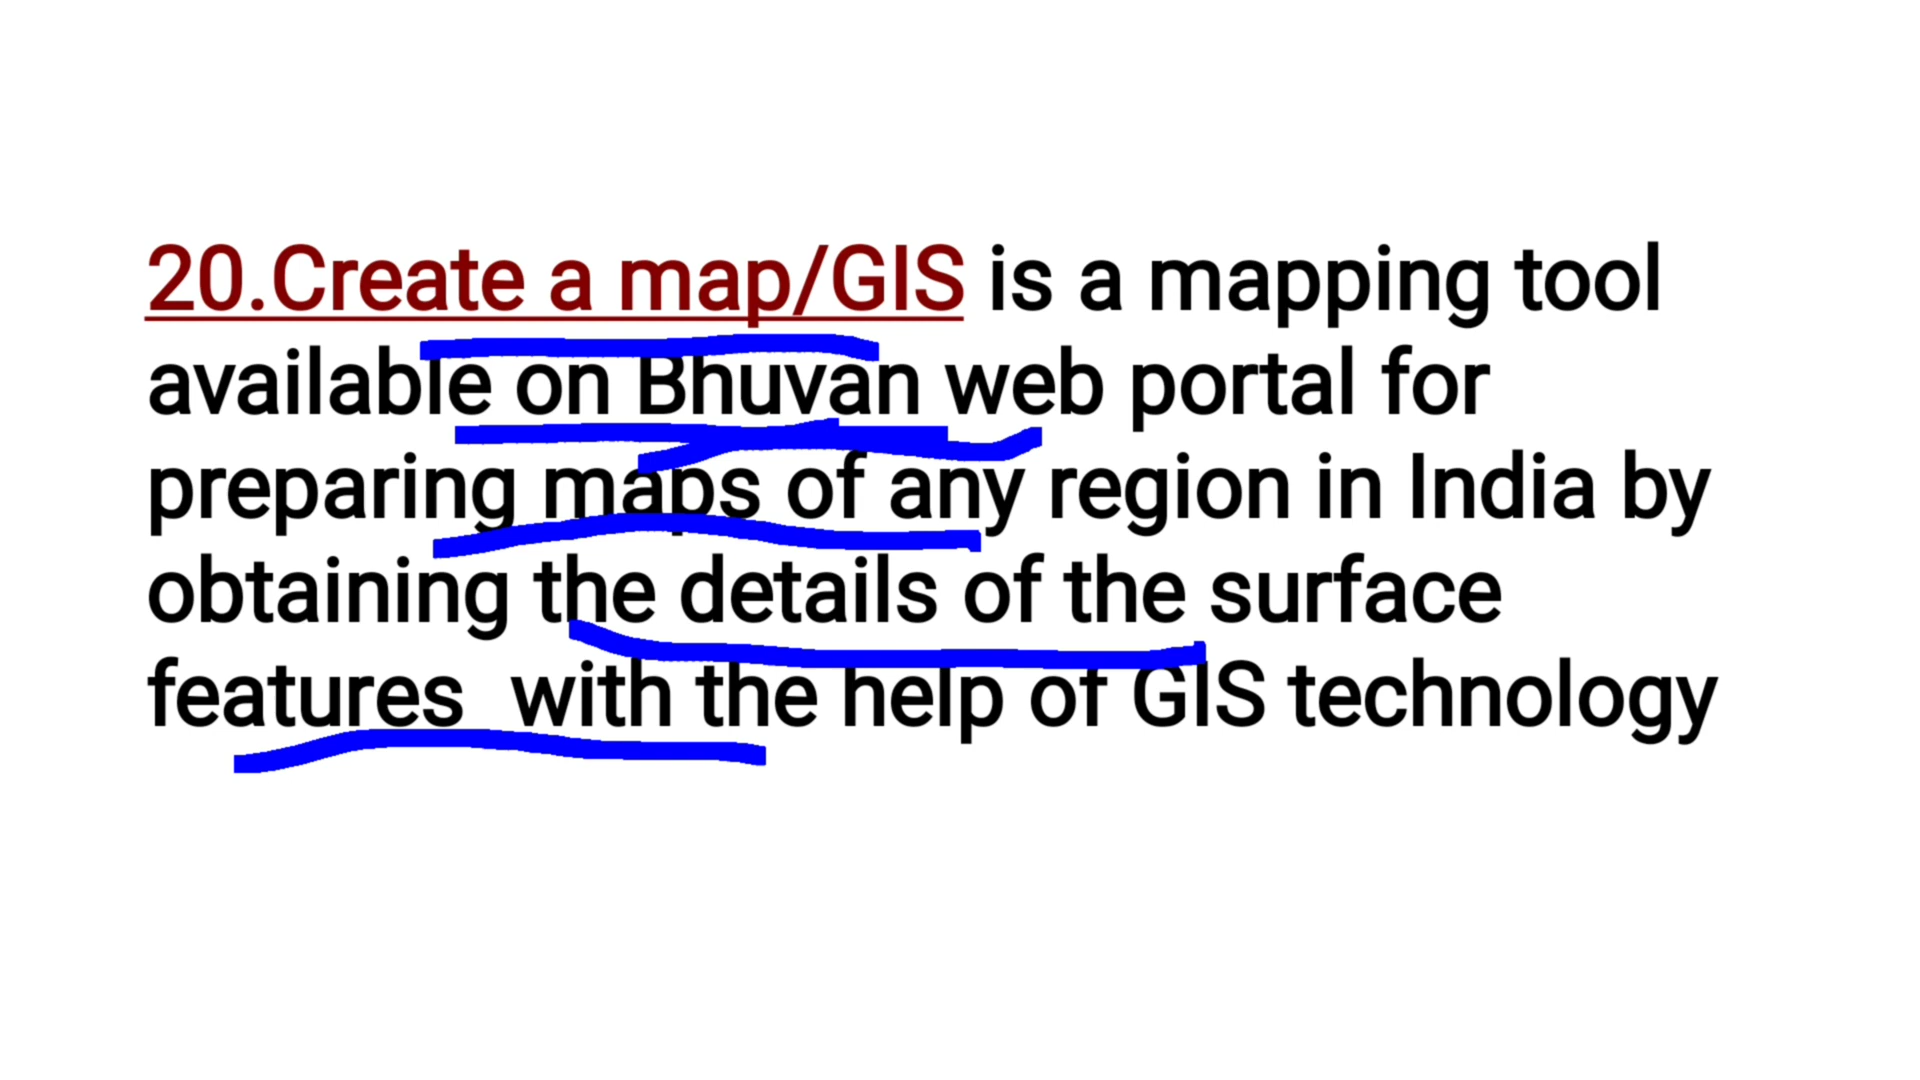 20.Create a map/GIS is a mapping tool
available on Bhuvan web portal for
preparing maps of any region in India by
obtaining the details of the surface
features  with the help of GIS technology